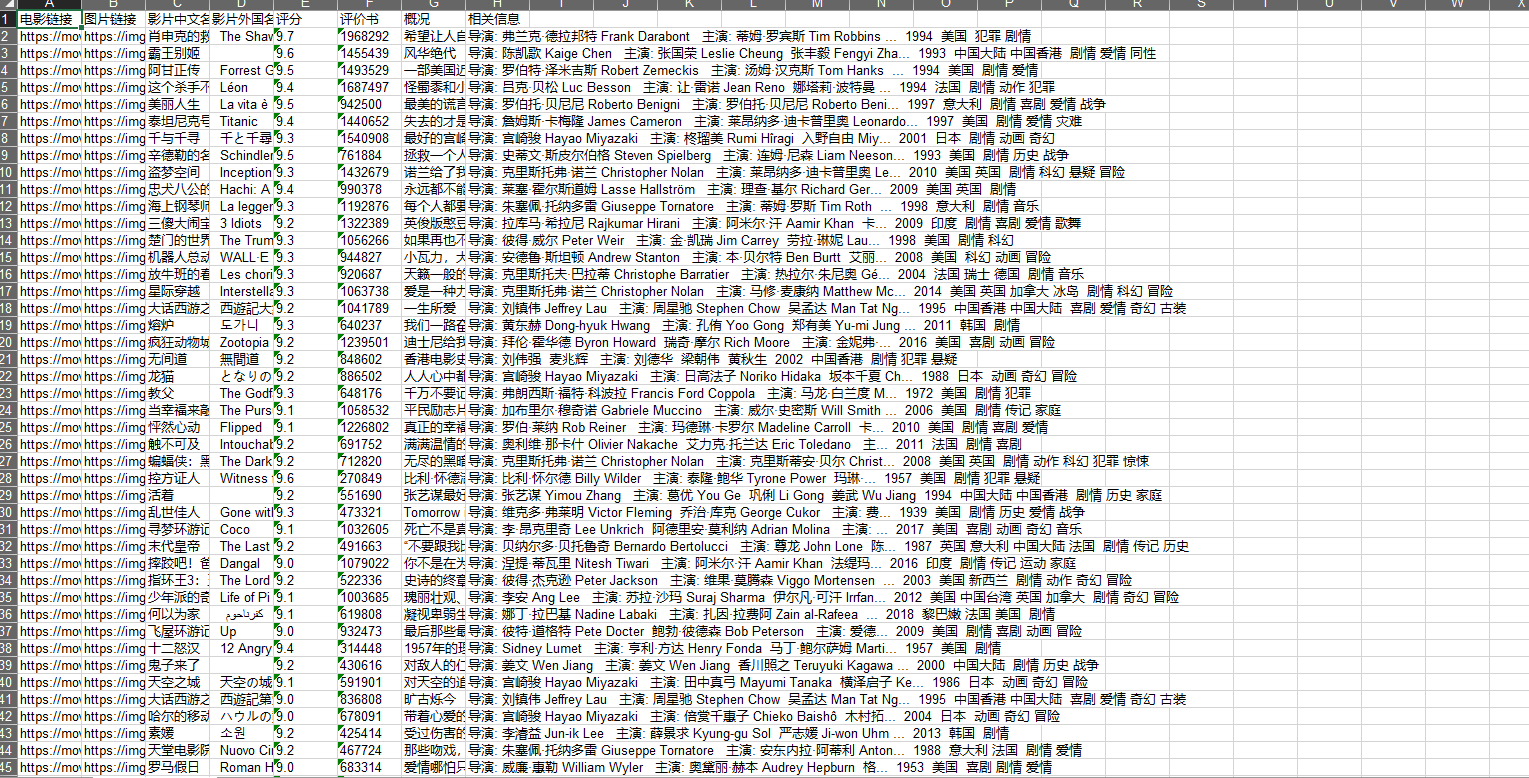 A B C D E F G H I J K L M N O P Q R S T U V W X
1 电影链接 图片链接 影片中文名 影片外国名 评分 评价书 概况 相关信息
2 https://mov https://img 肖申克的救 The Shaw 9.7 1968292 希望让人自 导演: 弗兰克·德拉邦特 Frank Darabont 主演: 蒂姆·罗宾斯 Tim Robbins ... 1994 美国 犯罪 剧情
3 https://mov https://img 霸王别姬 9.6 1455439 风华绝代 导演: 陈凯歌 Kaige Chen 主演: 张国荣 Leslie Cheung 张丰毅 Fengyi Zha... 1993 中国大陆 中国香港 剧情 爱情 同性
4 https://mov https://img 阿甘正传 Forrest G 9.5 1493529 一部美国近 导演: 罗伯特·泽米吉斯 Robert Zemeckis 主演: 汤姆·汉克斯 Tom Hanks ... 1994 美国 剧情 爱情
5 https://mov https://img 这个杀手不 Léon 9.4 1687497 怪蜀黍和小 导演: 吕克·贝松 Luc Besson 主演: 让·雷诺 Jean Reno 娜塔莉·波特曼 ... 1994 法国 剧情 动作 犯罪
6 https://mov https://img 美丽人生 La vita è 9.5 942500 最美的谎言 导演: 罗伯托·贝尼尼 Roberto Benigni 主演: 罗伯托·贝尼尼 Roberto Beni... 1997 意大利 剧情 喜剧 爱情 战争
7 https://mov https://img 泰坦尼克号 Titanic 9.4 1440652 失去的才是 导演: 詹姆斯·卡梅隆 James Cameron 主演: 莱昂纳多·迪卡普里奥 Leonardo... 1997 美国 剧情 爱情 灾难
8 https://mov https://img 千与千寻 千と千尋 9.3 1540908 最好的宫崎 导演: 宫崎骏 Hayao Miyazaki 主演: 柊瑠美 Rumi Hîragi 入野自由 Miy... 2001 日本 剧情 动画 奇幻
9 https://mov https://img 辛德勒的名 Schindler 9.5 761884 拯救一个人 导演: 史蒂文·斯皮尔伯格 Steven Spielberg 主演: 连姆·尼森 Liam Neeson... 1993 美国 剧情 历史 战争
10 https://mov https://img 盗梦空间 Inception 9.3 1432679 诺兰给了我 导演: 克里斯托弗·诺兰 Christopher Nolan 主演: 莱昂纳多·迪卡普里奥 Le... 2010 美国 英国 剧情 科幻 悬疑 冒险
11 https://mov https://img 忠犬八公的 Hachi: A 9.4 990378 永远都不能 导演: 莱塞·霍尔斯道姆 Lasse Hallström 主演: 理查·基尔 Richard Ger... 2009 美国 英国 剧情
12 https://mov https://img 海上钢琴师 La legger 9.3 1192876 每个人都要 导演: 朱塞佩·托纳多雷 Giuseppe Tornatore 主演: 蒂姆·罗斯 Tim Roth ... 1998 意大利 剧情 音乐
13 https://mov https://img 三傻大闹宝 3 Idiots 9.2 1322389 英俊版憨豆 导演: 拉库马·希拉尼 Rajkumar Hirani 主演: 阿米尔·汗 Aamir Khan 卡... 2009 印度 剧情 喜剧 爱情 歌舞
14 https://mov https://img 楚门的世界 The Trum 9.3 1056266 如果再也不 导演: 彼得·威尔 Peter Weir 主演: 金·凯瑞 Jim Carrey 劳拉·琳妮 Lau... 1998 美国 剧情 科幻
15 https://mov https://img 机器人总动 WALL·E 9.3 944827 小瓦力，大 导演: 安德鲁·斯坦顿 Andrew Stanton 主演: 本·贝尔特 Ben Burtt 艾丽... 2008 美国 科幻 动画 冒险
16 https://mov https://img 放牛班的春 Les chori 9.3 920687 天籁一般的 导演: 克里斯托夫·巴拉蒂 Christophe Barratier 主演: 热拉尔·朱尼奥 Gé... 2004 法国 瑞士 德国 剧情 音乐
17 https://mov https://img 星际穿越 Interstella 9.3 1063738 爱是一种力 导演: 克里斯托弗·诺兰 Christopher Nolan 主演: 马修·麦康纳 Matthew Mc... 2014 美国 英国 加拿大 冰岛 剧情 科幻 冒险
18 https://mov https://img 大话西游之 西遊記大 9.2 1041789 一生所爱 导演: 刘镇伟 Jeffrey Lau 主演: 周星驰 Stephen Chow 吴孟达 Man Tat Ng... 1995 中国香港 中国大陆 喜剧 爱情 奇幻 古装
19 https://mov https://img 熔炉 도가니 9.3 640237 我们一路奋 导演: 黄东赫 Dong-hyuk Hwang 主演: 孔侑 Yoo Gong 郑有美 Yu-mi Jung ... 2011 韩国 剧情
20 https://mov https://img 疯狂动物城 Zootopia 9.2 1239501 迪士尼给我 导演: 拜伦·霍华德 Byron Howard 瑞奇·摩尔 Rich Moore 主演: 金妮弗·... 2016 美国 喜剧 动画 冒险
21 https://mov https://img 无间道 無間道 9.2 848602 香港电影史 导演: 刘伟强 麦兆辉 主演: 刘德华 梁朝伟 黄秋生 2002 中国香港 剧情 犯罪 悬疑
22 https://mov https://img 龙猫 となりの 9.2 886502 人人心中都 导演: 宫崎骏 Hayao Miyazaki 主演: 日高法子 Noriko Hidaka 坂本千夏 Ch... 1988 日本 动画 奇幻 冒险
23 https://mov https://img 教父 The Godf 9.3 648176 千万不要记 导演: 弗朗西斯·福特·科波拉 Francis Ford Coppola 主演: 马龙·白兰度 M... 1972 美国 剧情 犯罪
24 https://mov https://img 当幸福来敲 The Purs 9.1 1058532 平民励志片 导演: 加布里尔·穆奇诺 Gabriele Muccino 主演: 威尔·史密斯 Will Smith ... 2006 美国 剧情 传记 家庭
25 https://mov https://img 怦然心动 Flipped 9.1 1226802 真正的幸福 导演: 罗伯·莱纳 Rob Reiner 主演: 玛德琳·卡罗尔 Madeline Carroll 卡... 2010 美国 剧情 喜剧 爱情
26 https://mov https://img 触不可及 Intouchab 9.2 691752 满满温情的 导演: 奥利维·那卡什 Olivier Nakache 艾力克·托兰达 Eric Toledano 主... 2011 法国 剧情 喜剧
27 https://mov https://img 蝙蝠侠：黑 The Dark 9.2 712820 无尽的黑暗 导演: 克里斯托弗·诺兰 Christopher Nolan 主演: 克里斯蒂安·贝尔 Christ... 2008 美国 英国 剧情 动作 科幻 犯罪 惊悚
28 https://mov https://img 控方证人 Witness 9.6 270849 比利·怀德 导演: 比利·怀尔德 Billy Wilder 主演: 泰隆·鲍华 Tyrone Power 玛琳·... 1957 美国 剧情 犯罪 悬疑
29 https://mov https://img 活着 9.2 551690 张艺谋最好 导演: 张艺谋 Yimou Zhang 主演: 葛优 You Ge 巩俐 Li Gong 姜武 Wu Jiang 1994 中国大陆 中国香港 剧情 历史 家庭
30 https://mov https://img 乱世佳人 Gone with 9.3 473321 Tomorrow 导演: 维克多·弗莱明 Victor Fleming 乔治·库克 George Cukor 主演: 费... 1939 美国 剧情 历史 爱情 战争
31 https://mov https://img 寻梦环游记 Coco 9.1 1032605 死亡不是真 导演: 李·昂克里奇 Lee Unkrich 阿德里安·莫利纳 Adrian Molina 主演: ... 2017 美国 喜剧 动画 奇幻 音乐
32 https://mov https://img 末代皇帝 The Last 9.2 491663 “不要跟我比 导演: 贝纳尔多·贝托鲁奇 Bernardo Bertolucci 主演: 尊龙 John Lone 陈... 1987 英国 意大利 中国大陆 法国 剧情 传记 历史
33 https://mov https://img 摔跤吧！爸 Dangal 9.0 1079022 你不是在为 导演: 涅提·蒂瓦里 Nitesh Tiwari 主演: 阿米尔·汗 Aamir Khan 法缇玛... 2016 印度 剧情 传记 运动 家庭
34 https://mov https://img 指环王3：王 The Lord 9.2 522336 史诗的终章 导演: 彼得·杰克逊 Peter Jackson 主演: 维果·莫腾森 Viggo Mortensen ... 2003 美国 新西兰 剧情 动作 奇幻 冒险
35 https://mov https://img 少年派的奇 Life of Pi 9.1 1003685 瑰丽壮观、 导演: 李安 Ang Lee 主演: 苏拉·沙玛 Suraj Sharma 伊尔凡·可汗 Irrfan... 2012 美国 中国台湾 英国 加拿大 剧情 奇幻 冒险
36 https://mov https://img 何以为家 كفرناحوم 9.1 619808 凝视卑弱生 导演: 娜丁·拉巴基 Nadine Labaki 主演: 扎因·拉费阿 Zain al-Rafeea ... 2018 黎巴嫩 法国 美国 剧情
37 https://mov https://img 飞屋环游记 Up 9.0 932473 最后那些最 导演: 彼特·道格特 Pete Docter 鲍勃·彼德森 Bob Peterson 主演: 爱德... 2009 美国 剧情 喜剧 动画 冒险
38 https://mov https://img 十二怒汉 12 Angry 9.4 314448 1957年的理 导演: Sidney Lumet 主演: 亨利·方达 Henry Fonda 马丁·鲍尔萨姆 Marti... 1957 美国 剧情
39 https://mov https://img 鬼子来了 9.2 430616 对敌人的仁 导演: 姜文 Wen Jiang 主演: 姜文 Wen Jiang 香川照之 Teruyuki Kagawa ... 2000 中国大陆 剧情 历史 战争
40 https://mov https://img 天空之城 天空の城 9.1 591901 对天空的追 导演: 宫崎骏 Hayao Miyazaki 主演: 田中真弓 Mayumi Tanaka 横泽启子 Ke... 1986 日本 动画 奇幻 冒险
41 https://mov https://img 大话西游之 西遊記第 9.0 836808 旷古烁今 导演: 刘镇伟 Jeffrey Lau 主演: 周星驰 Stephen Chow 吴孟达 Man Tat Ng... 1995 中国香港 中国大陆 喜剧 爱情 奇幻 古装
42 https://mov https://img 哈尔的移动 ハウルの 9.0 678091 带着心爱的 导演: 宫崎骏 Hayao Miyazaki 主演: 倍赏千惠子 Chieko Baishô 木村拓... 2004 日本 动画 奇幻 冒险
43 https://mov https://img 素媛 소원 9.2 425414 受过伤害的 导演: 李濬益 Jun-ik Lee 主演: 薛景求 Kyung-gu Sol 严志媛 Ji-won Uhm ... 2013 韩国 剧情
44 https://mov https://img 天堂电影院 Nuovo Ci 9.2 467724 那些吻戏， 导演: 朱塞佩·托纳多雷 Giuseppe Tornatore 主演: 安东内拉·阿蒂利 Anton... 1988 意大利 法国 剧情 爱情
45 https://mov https://img 罗马假日 Roman H 9.0 683314 爱情哪怕只 导演: 威廉·惠勒 William Wyler 主演: 奥黛丽·赫本 Audrey Hepburn 格... 1953 美国 喜剧 剧情 爱情